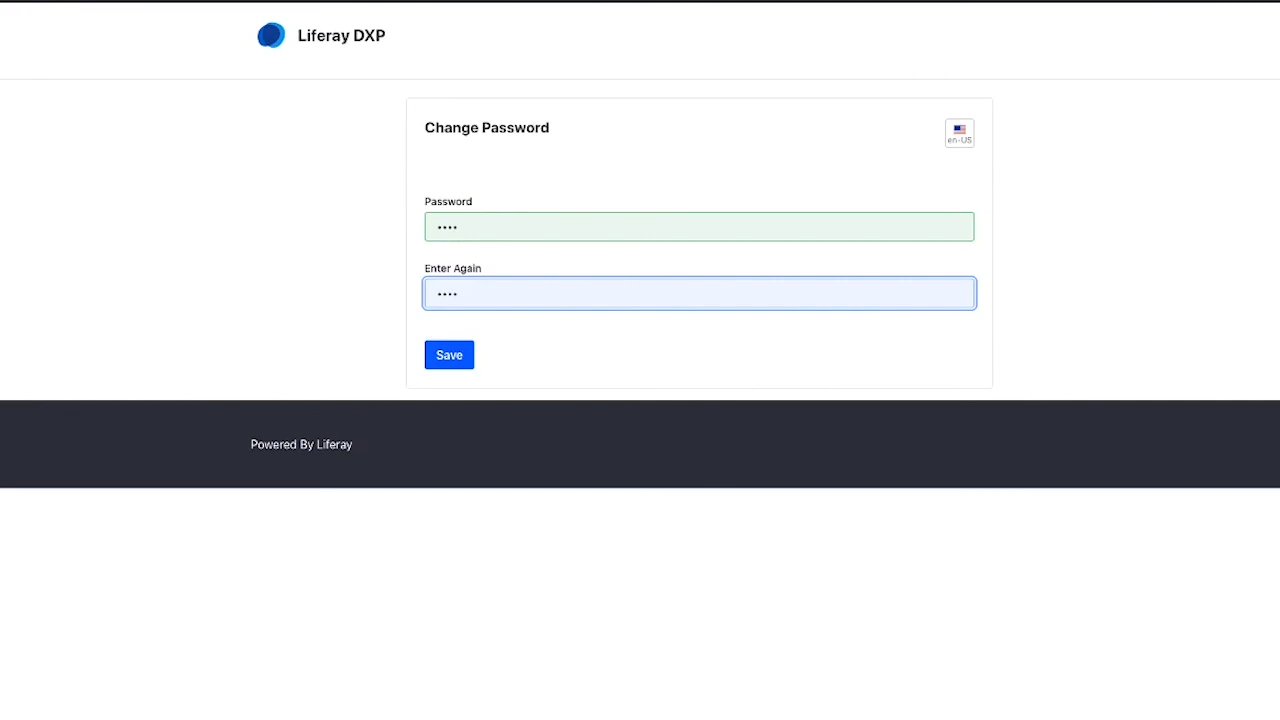 Liferay DXP
Change Password
en-US
Password
••••
Enter Again
••••
Save
Powered By Liferay